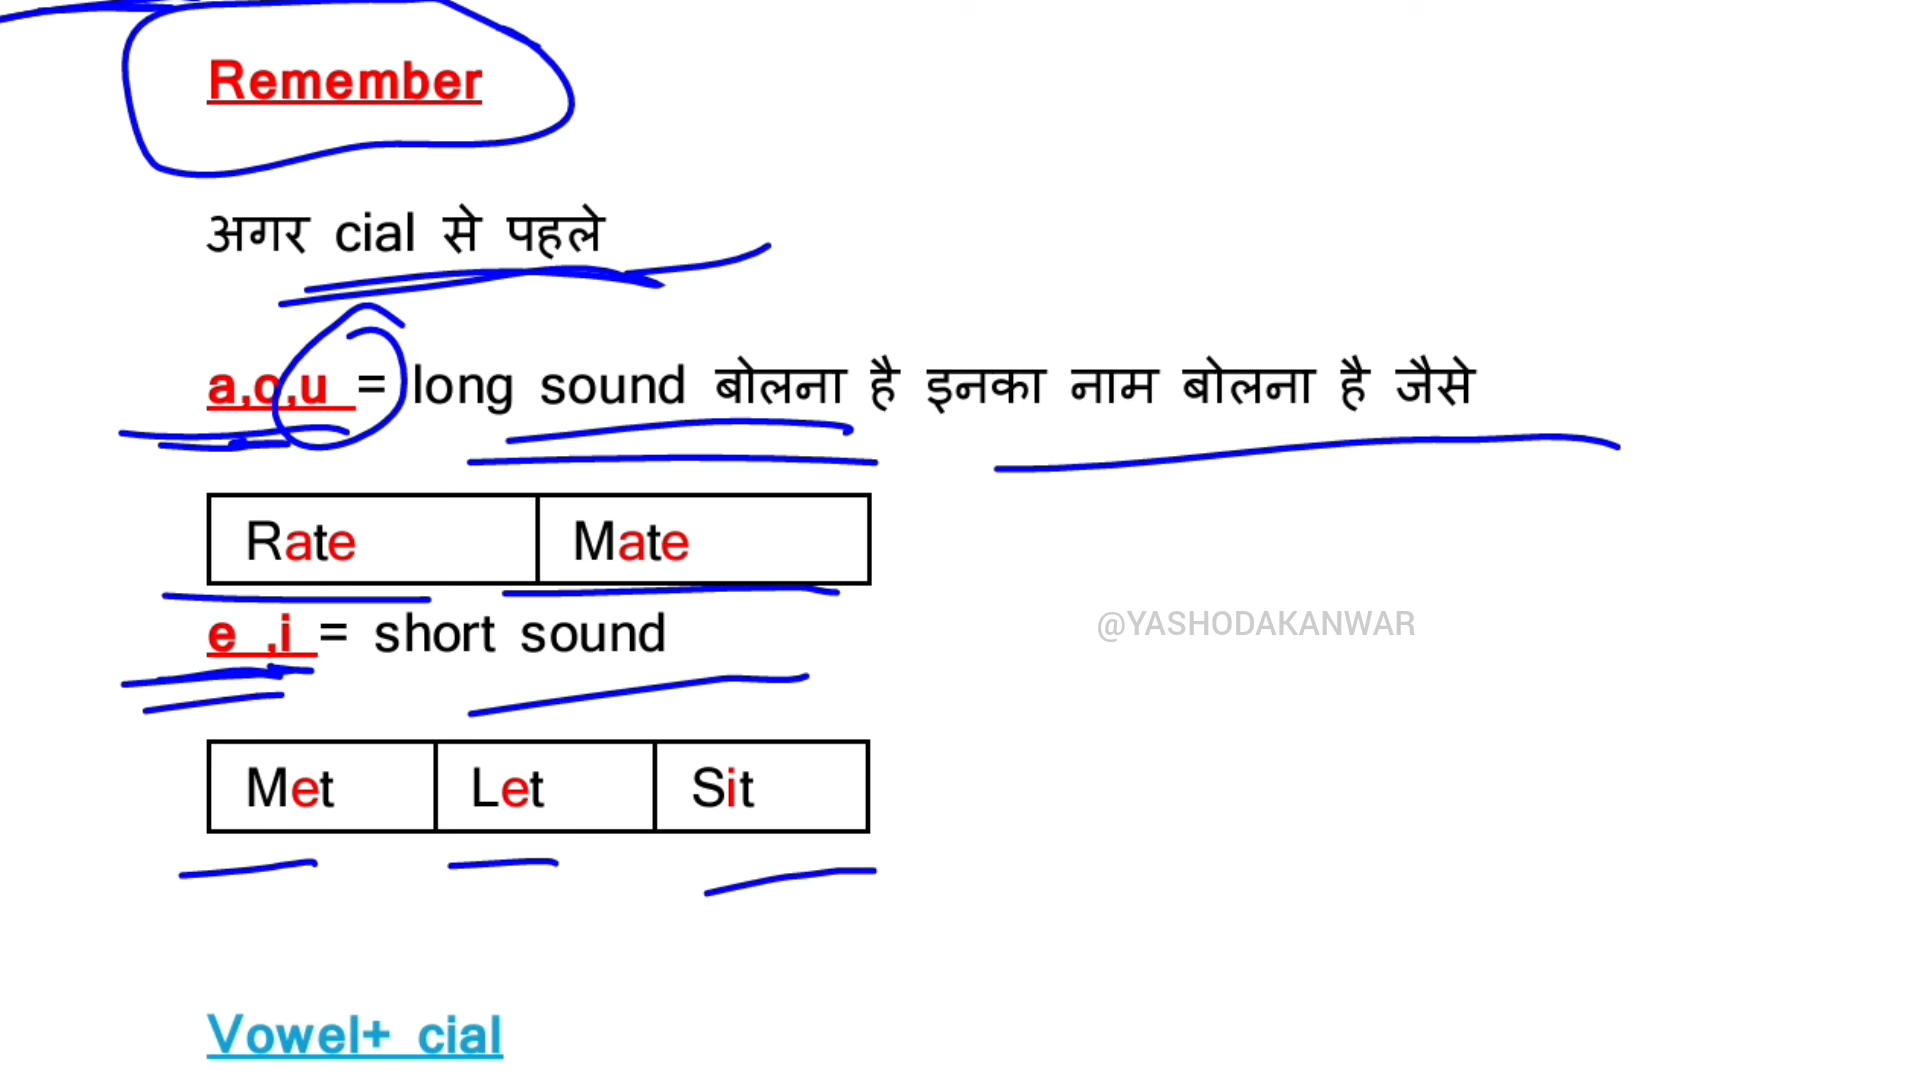 Remember
अगर cial से पहले
a,o,u = long sound बोलना है इनका नाम बोलना है जैसे
Rate Mate
e ,i = short sound
@YASHODAKANWAR
Met Let Sit
Vowel+ cial